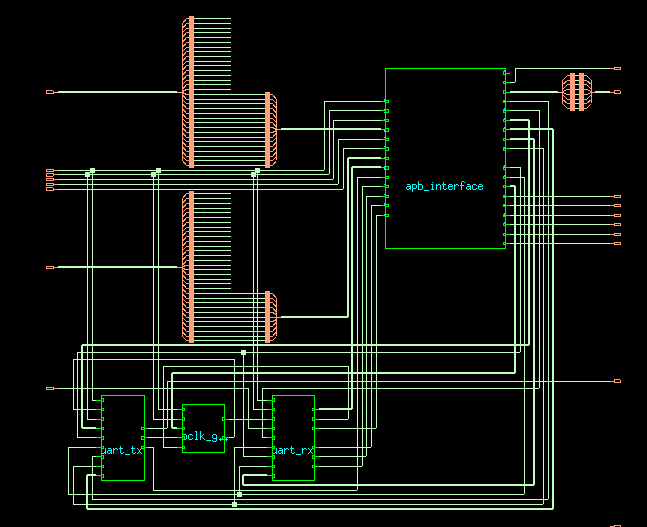 apb_interface
uart_tx
pclk_g
uart_rx